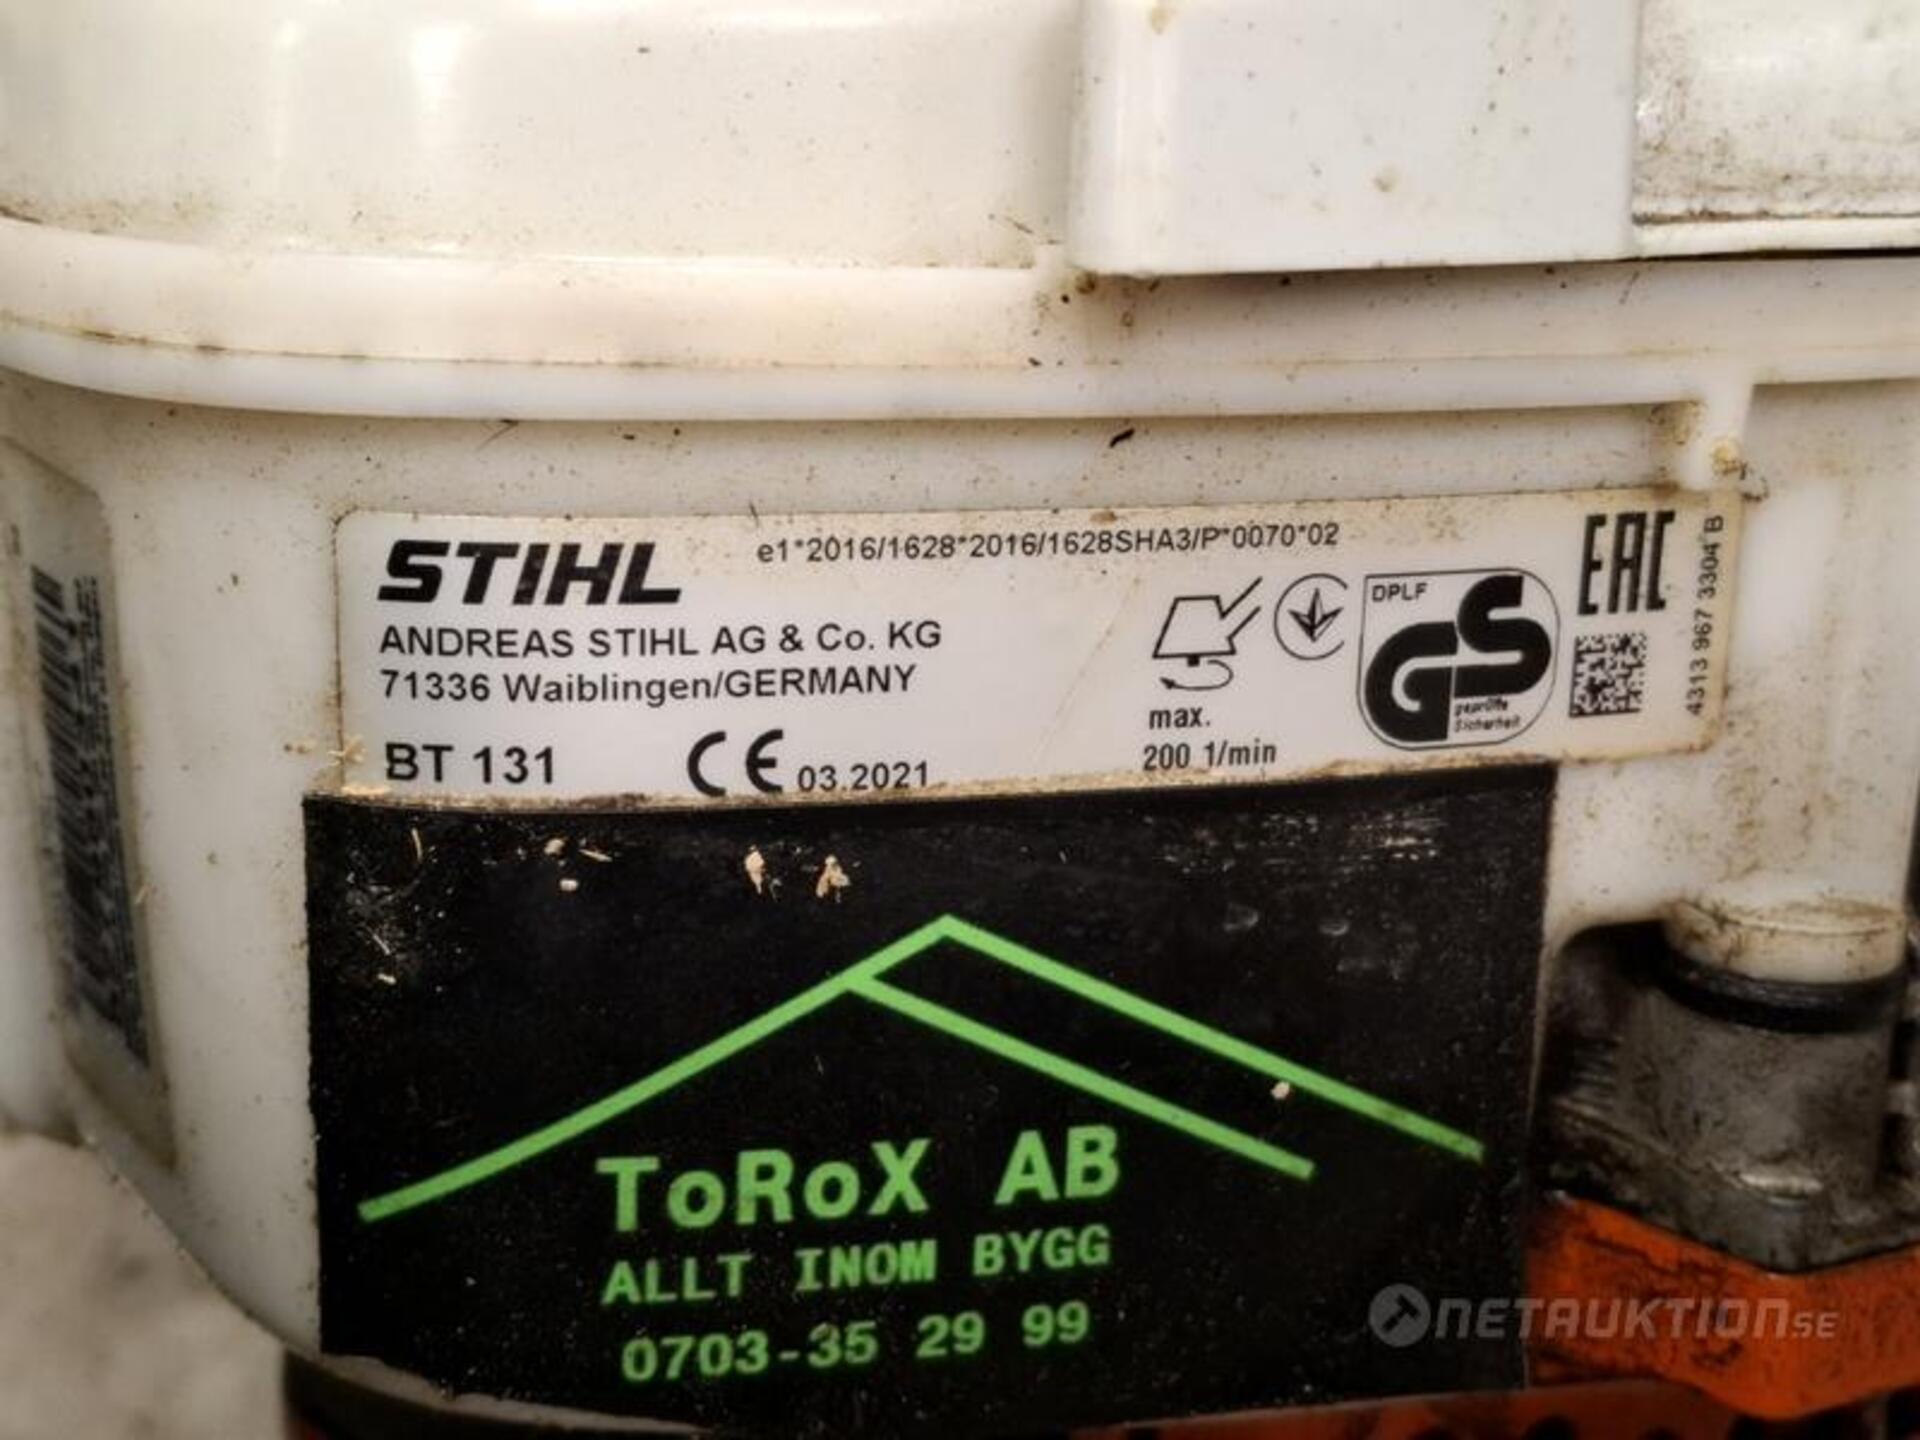 STIHL
e1*2016/1628*2016/1628SHA3/P*0070*02
ANDREAS STIHL AG & Co. KG
71336 Waiblingen/GERMANY
BT 131
CE 03.2021
max.
200 1/min
DPLF
GS
geprüfte
Sicherheit
EAC
4313 967 3304 B
ToRoX AB
ALLT INOM BYGG
0703-35 29 99
NETAUKTION.SE